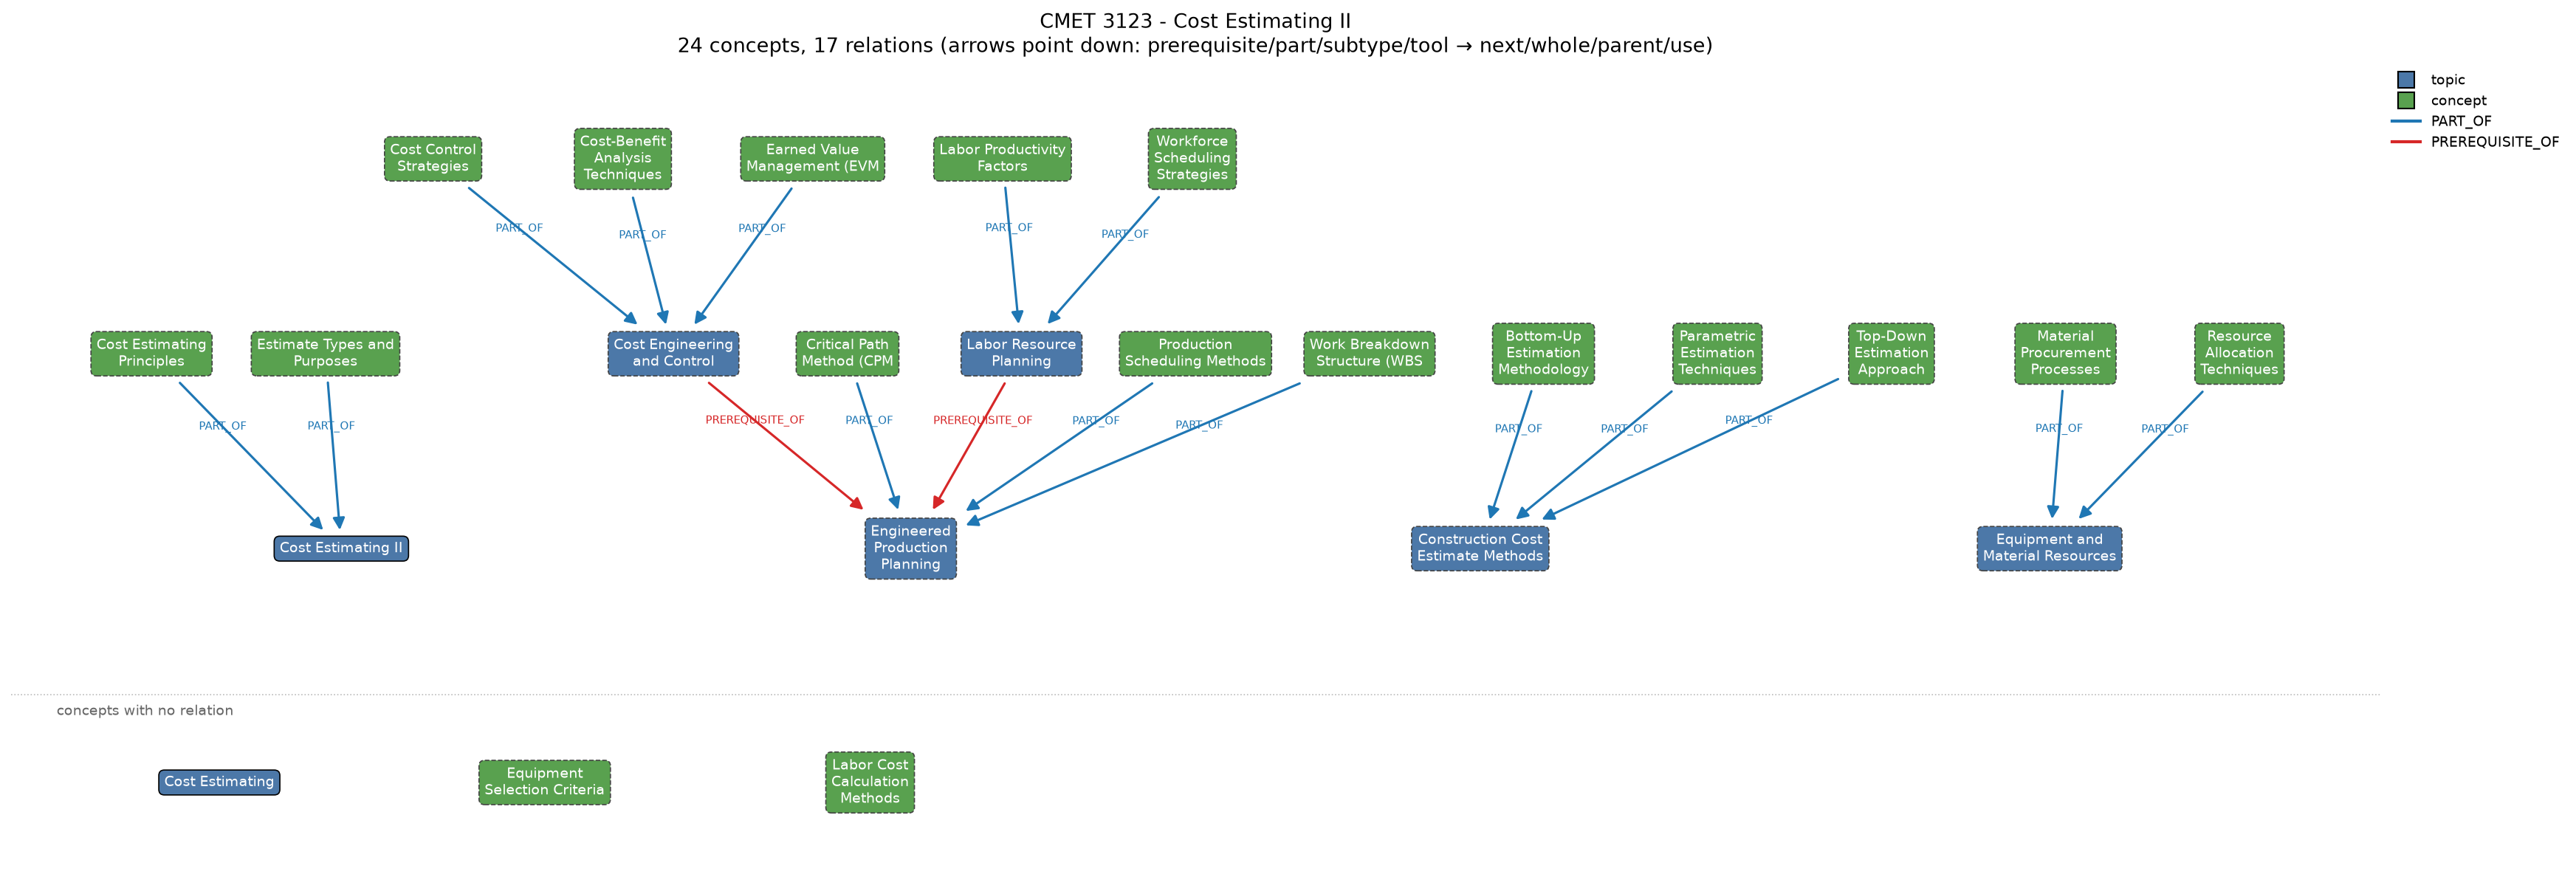 CMET 3123 - Cost Estimating II
24 concepts, 17 relations (arrows point down: prerequisite/part/subtype/tool → next/whole/parent/use)
topic
concept
PART_OF
PREREQUISITE_OF
Cost Control
Strategies
Cost-Benefit
Analysis
Techniques
Earned Value
Management (EVM
Labor Productivity
Factors
Workforce
Scheduling
Strategies
PART_OF
PART_OF
PART_OF
PART_OF
PART_OF
Cost Estimating
Principles
Estimate Types and
Purposes
Cost Engineering
and Control
Critical Path
Method (CPM
Labor Resource
Planning
Production
Scheduling Methods
Work Breakdown
Structure (WBS
Bottom-Up
Estimation
Methodology
Parametric
Estimation
Techniques
Top-Down
Estimation
Approach
Material
Procurement
Processes
Resource
Allocation
Techniques
PART_OF
PART_OF
PREREQUISITE_OF
PART_OF
PREREQUISITE_OF
PART_OF
PART_OF
PART_OF
PART_OF
PART_OF
PART_OF
PART_OF
Cost Estimating II
Engineered
Production
Planning
Construction Cost
Estimate Methods
Equipment and
Material Resources
concepts with no relation
Cost Estimating
Equipment
Selection Criteria
Labor Cost
Calculation
Methods